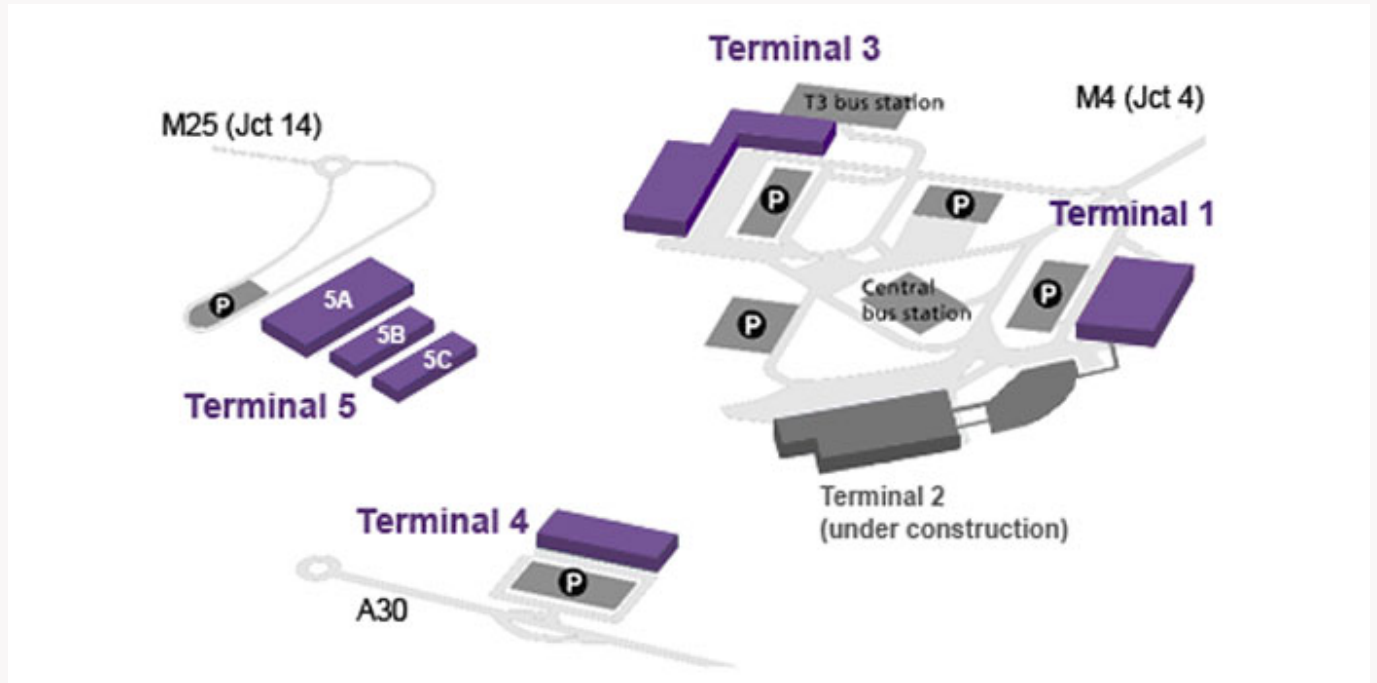 Terminal 3
T3 bus station
M4 (Jct 4)
M25 (Jct 14)
P
P
Terminal 1
5A
P
Central
bus station
P
P
5B
5C
Terminal 5
Terminal 2
(under construction)
Terminal 4
P
A30